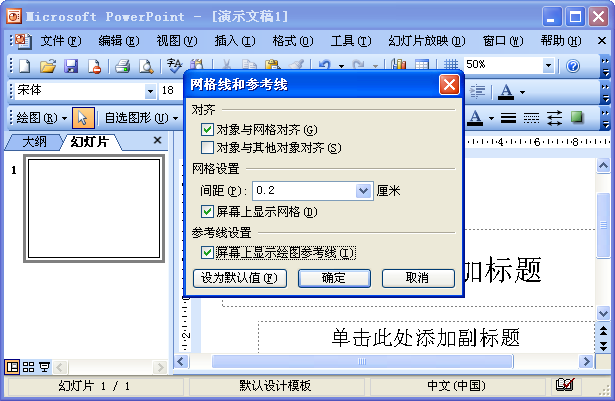 Microsoft PowerPoint - [演示文稿1]
文件(F) 编辑(E) 视图(V) 插入(I) 格式(O) 工具(T) 幻灯片放映(D) 窗口(W) 帮助(H)
50%
宋体 18
绘图(R) 自选图形(U)
大纲 幻灯片
1
网格线和参考线
对齐
对象与网格对齐(G)
对象与其他对象对齐(S)
网格设置
间距(P): 0.2 厘米
屏幕上显示网格(D)
参考线设置
屏幕上显示绘图参考线(I)
设为默认值(F) 确定 取消
加标题
单击此处添加副标题
幻灯片 1 / 1 默认设计模板 中文(中国)